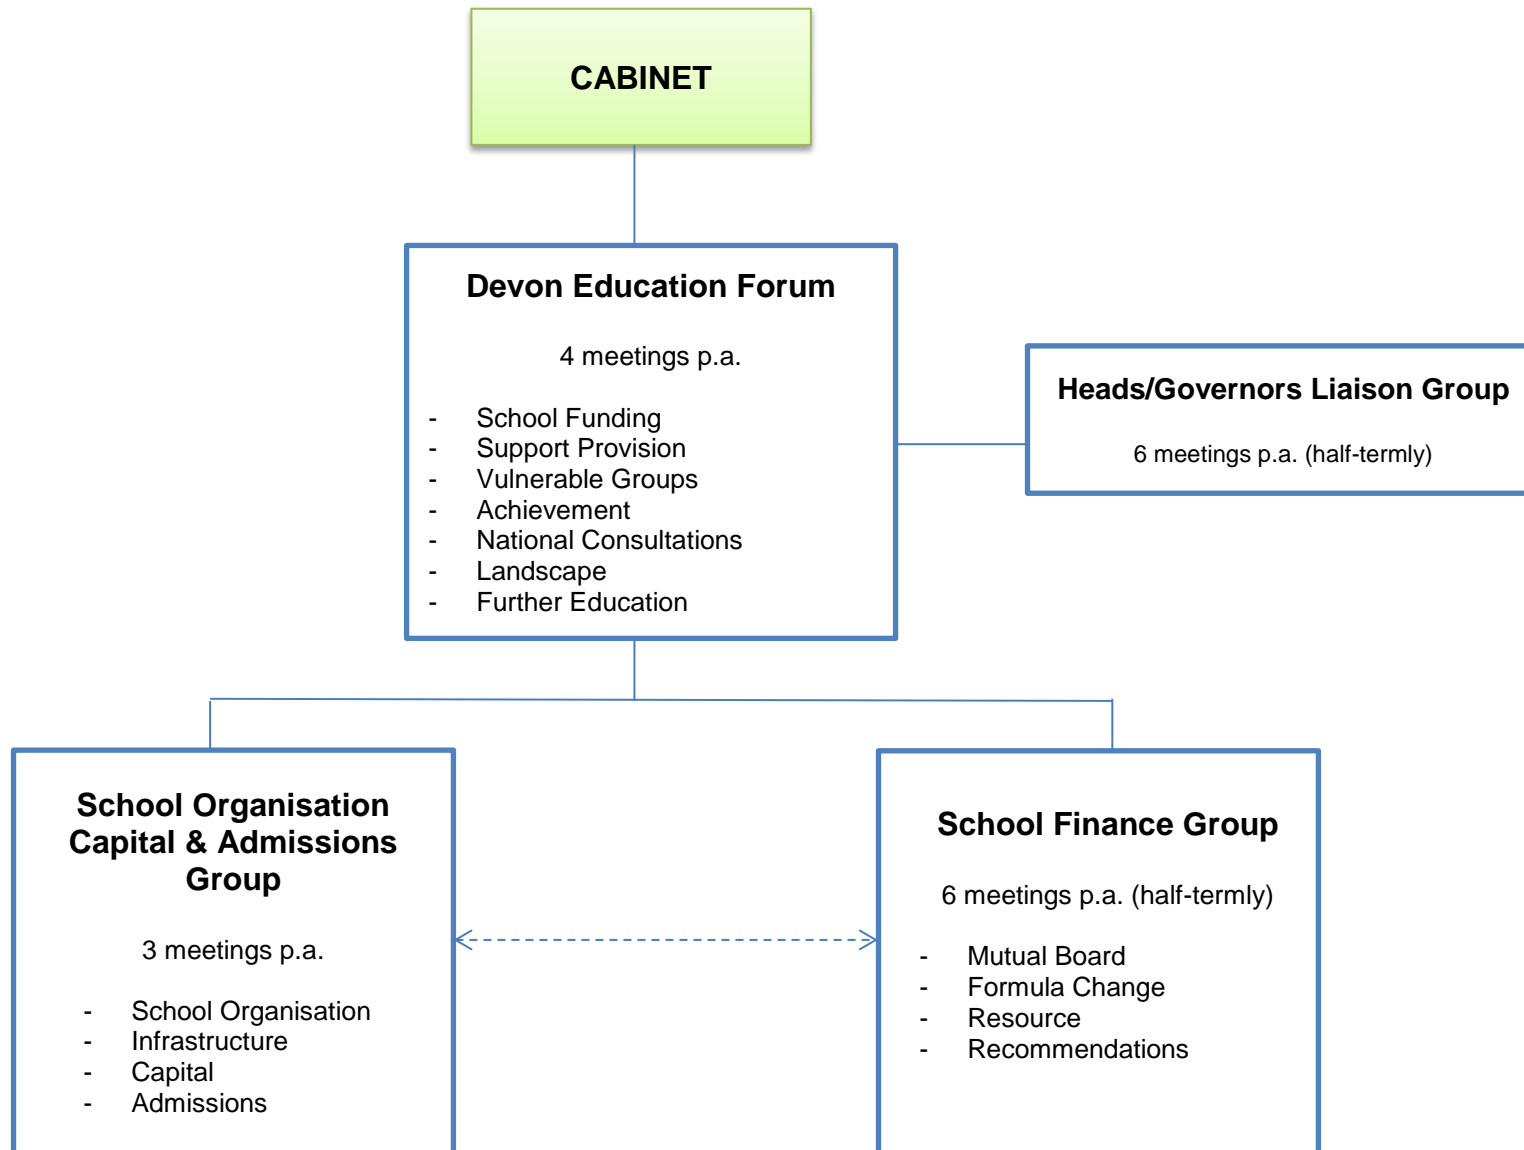 CABINET
Devon Education Forum
4 meetings p.a.
- School Funding
- Support Provision
- Vulnerable Groups
- Achievement
- National Consultations
- Landscape
- Further Education
Heads/Governors Liaison Group
6 meetings p.a. (half-termly)
School Organisation
Capital & Admissions
Group
3 meetings p.a.
- School Organisation
- Infrastructure
- Capital
- Admissions
School Finance Group
6 meetings p.a. (half-termly)
- Mutual Board
- Formula Change
- Resource
- Recommendations